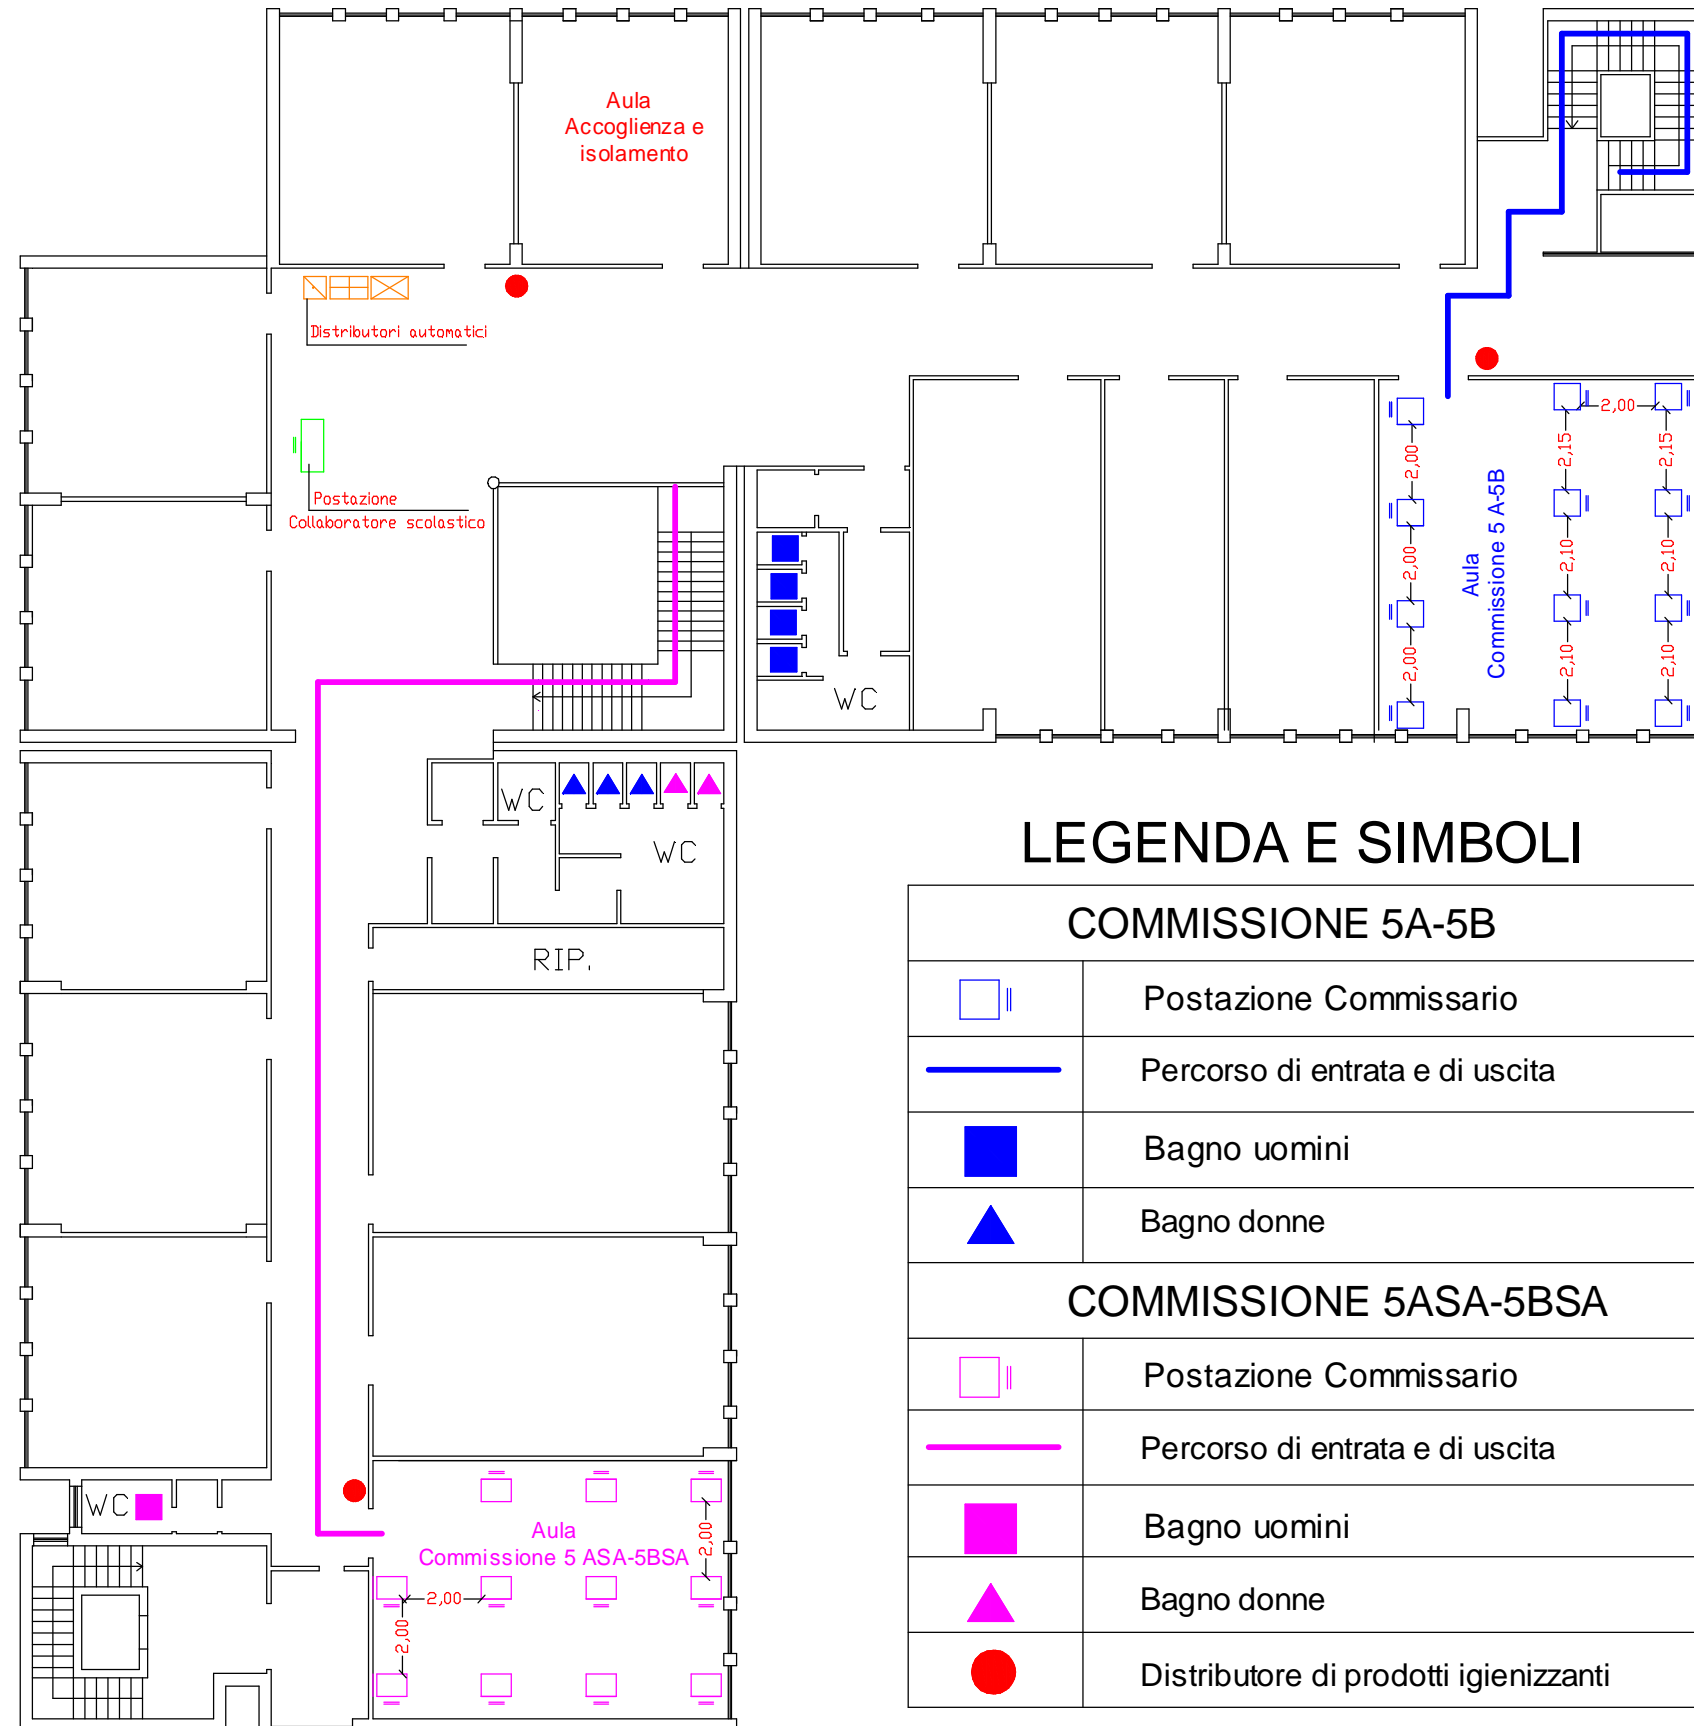 Aula
Accoglienza e
isolamento
Distributori automatici
Postazione
Collaboratore scolastico
2,00
2,00
2,00
2,00
2,15
2,15
2,10
2,10
2,10
2,10
Aula
Commissione 5 A-5B
WC
WC
WC
RIP.
WC
Aula
Commissione 5 ASA-5BSA
2,00
2,00
2,00
LEGENDA E SIMBOLI
COMMISSIONE 5A-5B
Postazione Commissario
Percorso di entrata e di uscita
Bagno uomini
Bagno donne
COMMISSIONE 5ASA-5BSA
Postazione Commissario
Percorso di entrata e di uscita
Bagno uomini
Bagno donne
Distributore di prodotti igienizzanti